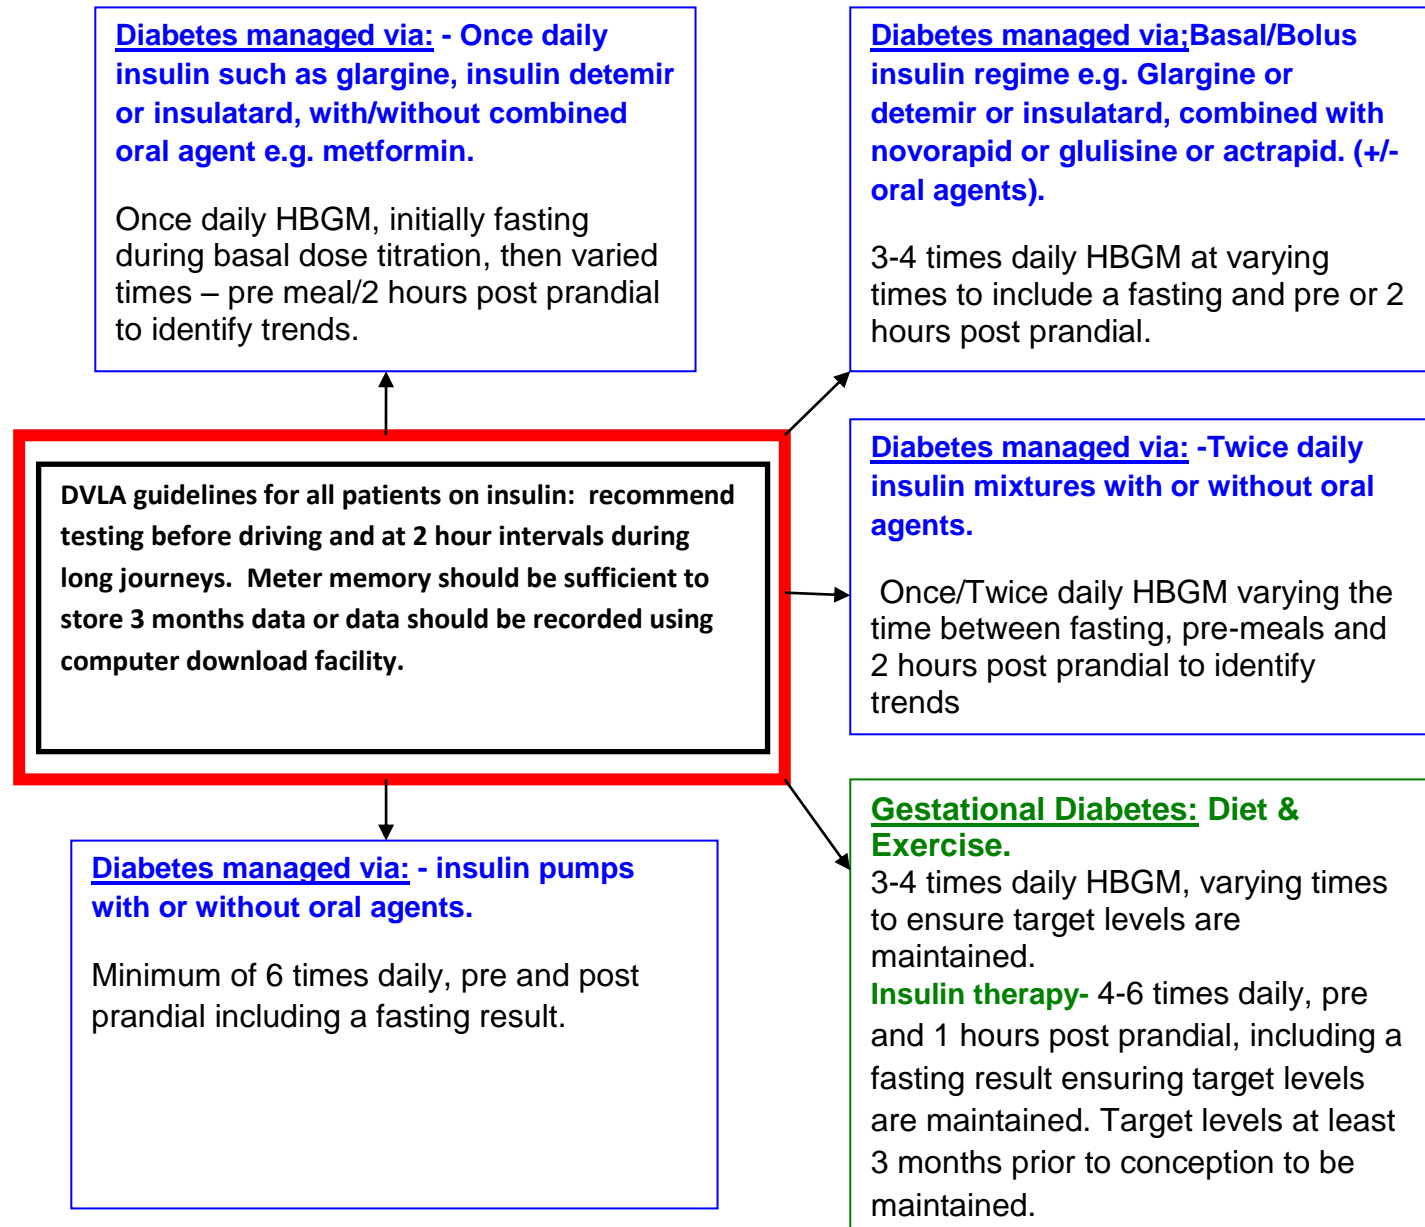 Diabetes managed via: - Once daily
insulin such as glargine, insulin detemir
or insulatard, with/without combined
oral agent e.g. metformin.
Once daily HBGM, initially fasting
during basal dose titration, then varied
times – pre meal/2 hours post prandial
to identify trends.
Diabetes managed via;Basal/Bolus
insulin regime e.g. Glargine or
detemir or insulatard, combined with
novorapid or glulisine or actrapid. (+/-
oral agents).
3-4 times daily HBGM at varying
times to include a fasting and pre or 2
hours post prandial.
DVLA guidelines for all patients on insulin: recommend
testing before driving and at 2 hour intervals during
long journeys. Meter memory should be sufficient to
store 3 months data or data should be recorded using
computer download facility.
Diabetes managed via: -Twice daily
insulin mixtures with or without oral
agents.
Once/Twice daily HBGM varying the
time between fasting, pre-meals and
2 hours post prandial to identify
trends
Diabetes managed via: - insulin pumps
with or without oral agents.
Minimum of 6 times daily, pre and post
prandial including a fasting result.
Gestational Diabetes: Diet &
Exercise.
3-4 times daily HBGM, varying times
to ensure target levels are
maintained.
Insulin therapy- 4-6 times daily, pre
and 1 hours post prandial, including a
fasting result ensuring target levels
are maintained. Target levels at least
3 months prior to conception to be
maintained.